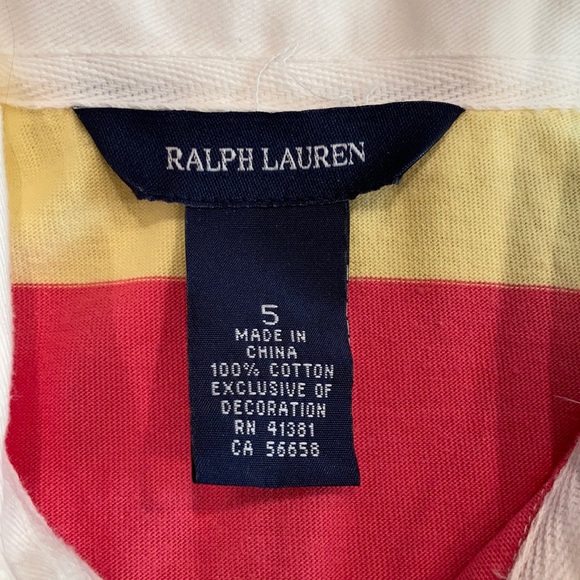 RALPH LAUREN
5
MADE IN
CHINA
100% COTTON
EXCLUSIVE OF
DECORATION
RN 41381
CA 56658